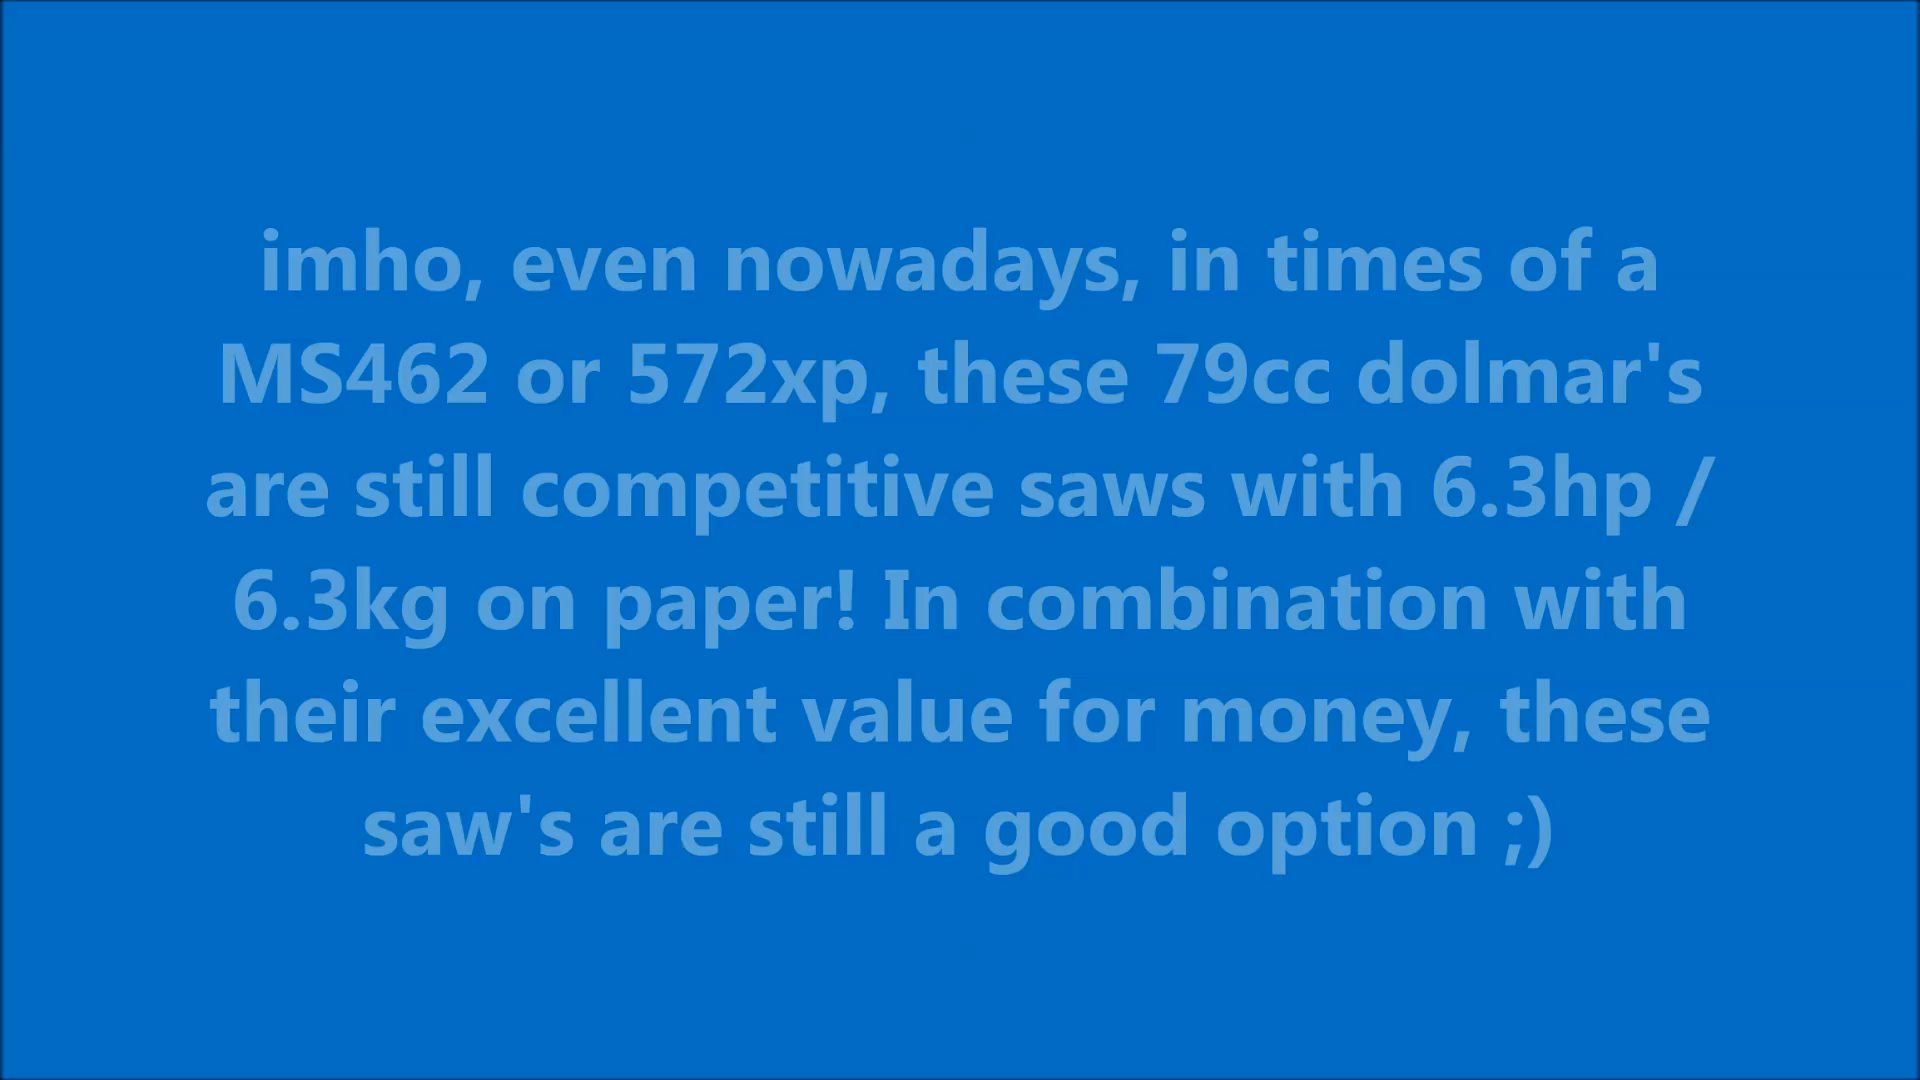 imho, even nowadays, in times of a
MS462 or 572xp, these 79cc dolmar's
are still competitive saws with 6.3hp /
6.3kg on paper! In combination with
their excellent value for money, these
saw's are still a good option ;)